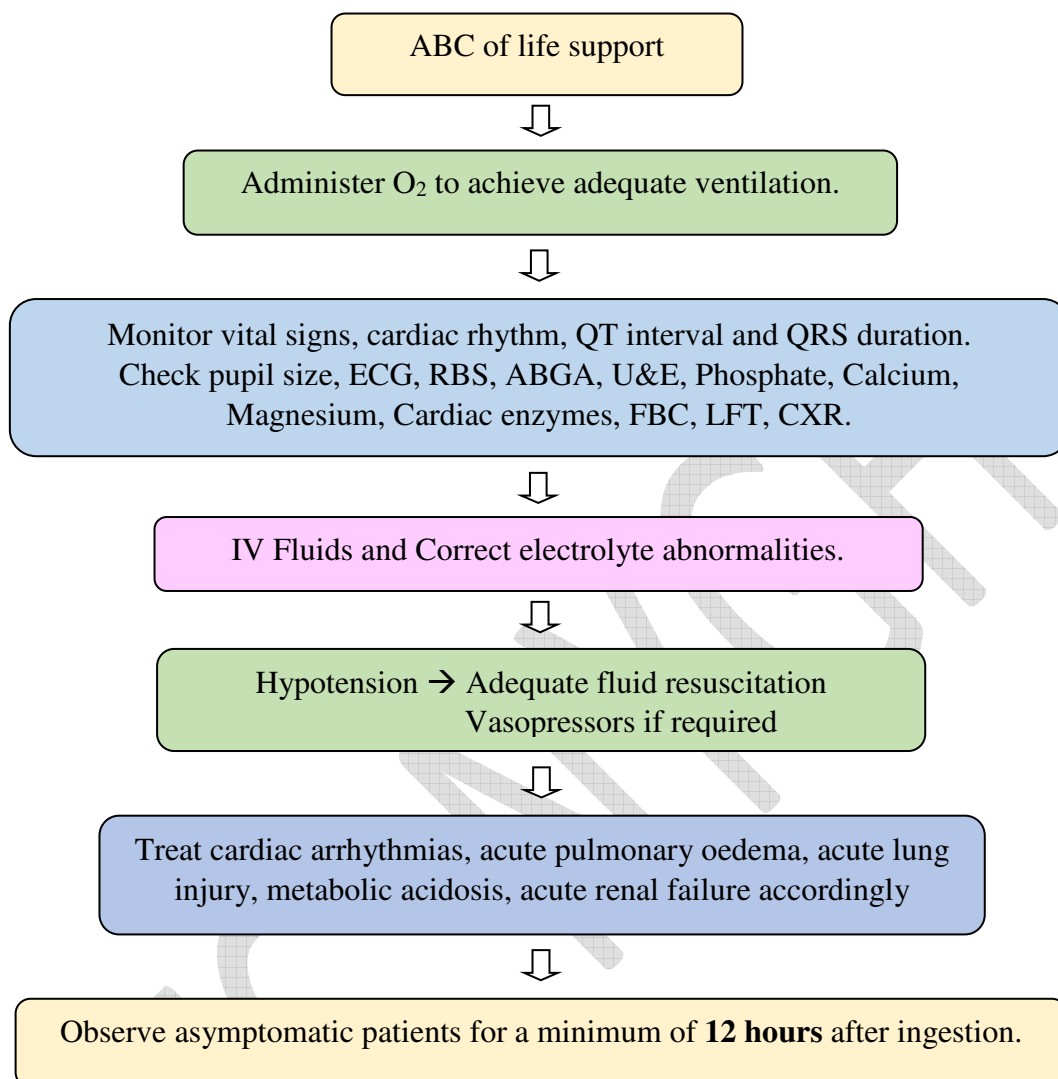 ABC of life support
Administer O₂ to achieve adequate ventilation.
Monitor vital signs, cardiac rhythm, QT interval and QRS duration.
Check pupil size, ECG, RBS, ABGA, U&E, Phosphate, Calcium,
Magnesium, Cardiac enzymes, FBC, LFT, CXR.
IV Fluids and Correct electrolyte abnormalities.
Hypotension → Adequate fluid resuscitation
Vasopressors if required
Treat cardiac arrhythmias, acute pulmonary oedema, acute lung
injury, metabolic acidosis, acute renal failure accordingly
Observe asymptomatic patients for a minimum of 12 hours after ingestion.